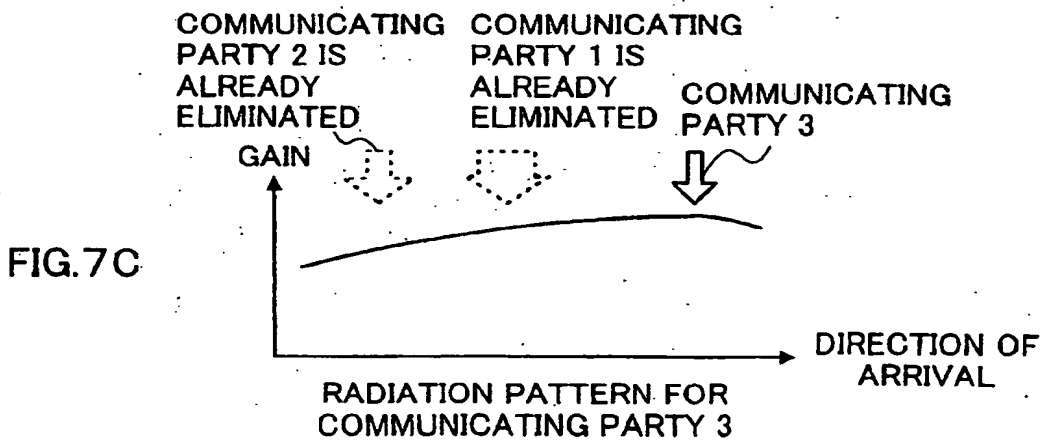 COMMUNICATING
PARTY 2 IS
ALREADY
ELIMINATED
COMMUNICATING
PARTY 1 IS
ALREADY
ELIMINATED
COMMUNICATING
PARTY 3
GAIN
FIG.7C
DIRECTION OF
ARRIVAL
RADIATION PATTERN FOR
COMMUNICATING PARTY 3